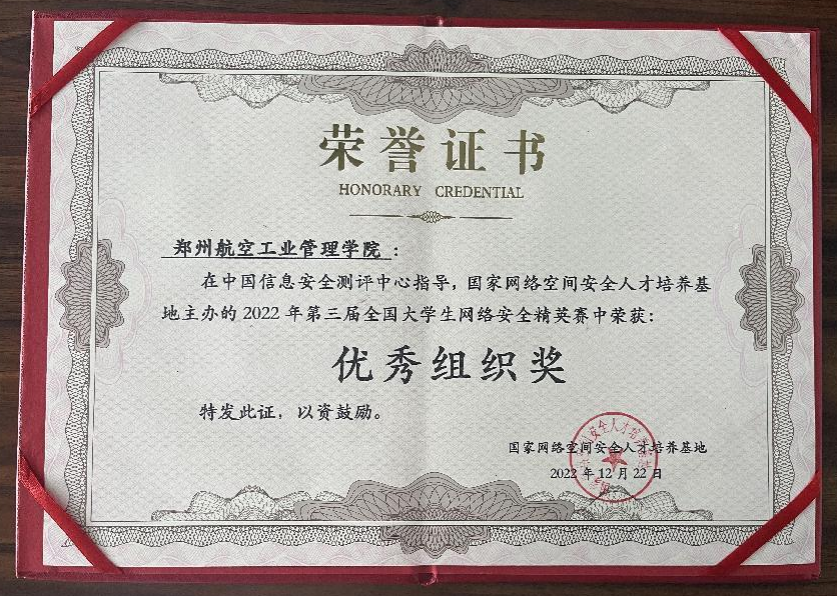 荣誉证书
HONORARY CREDENTIAL
郑州航空工业管理学院：
在中国信息安全测评中心指导，国家网络空间安全人才培养基
地主办的2022年第三届全国大学生网络安全精英赛中荣获：
优秀组织奖
特发此证，以资鼓励。
国家网络空间安全人才培养基地
2022年12月22日